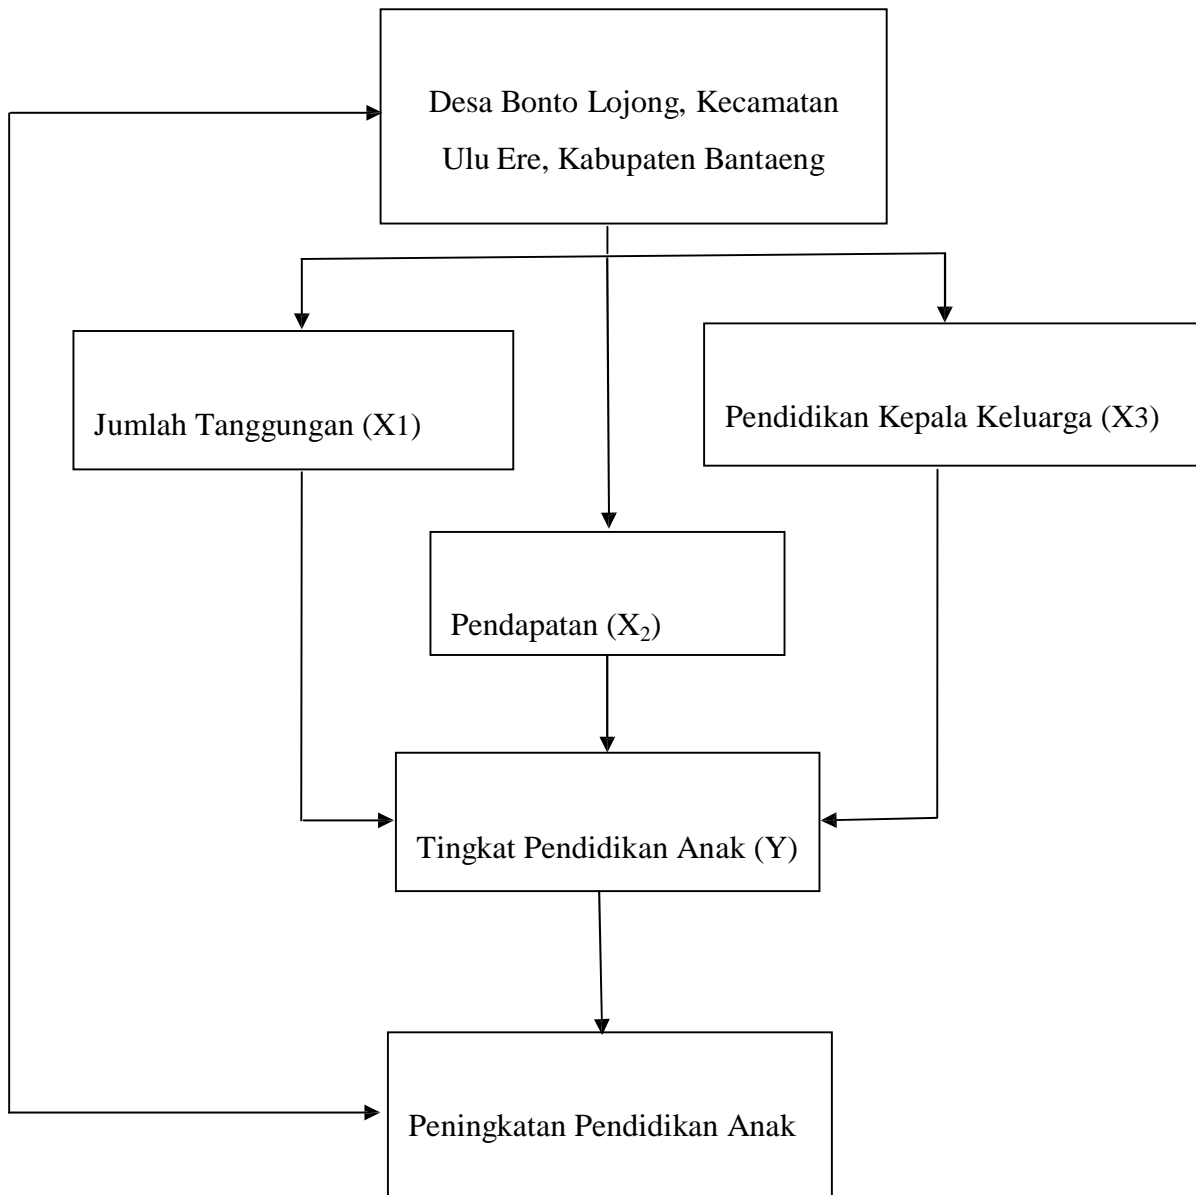 Desa Bonto Lojong, Kecamatan
Ulu Ere, Kabupaten Bantaeng
Jumlah Tanggungan (X1)
Pendidikan Kepala Keluarga (X3)
Pendapatan (X₂)
Tingkat Pendidikan Anak (Y)
Peningkatan Pendidikan Anak